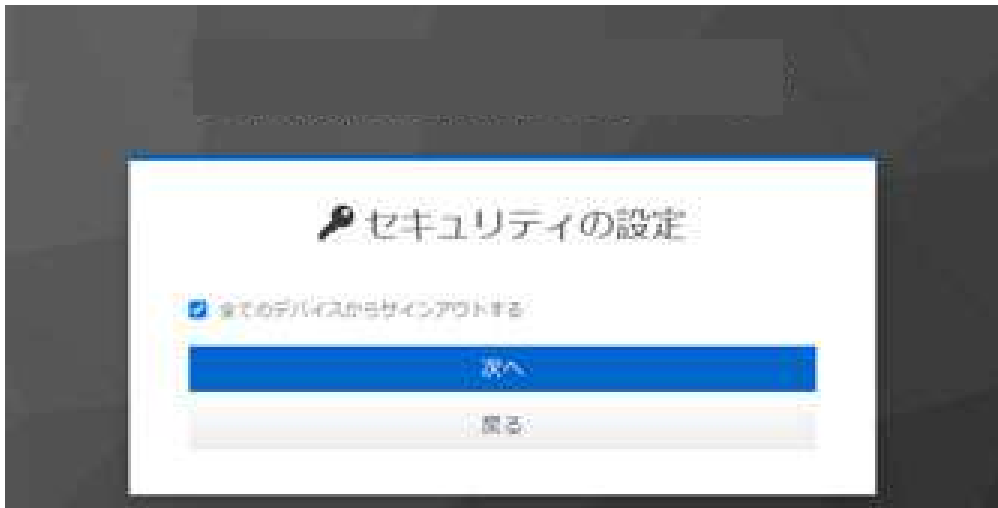 セキュリティの設定
全てのデバイスからサインアウトする
次へ
戻る